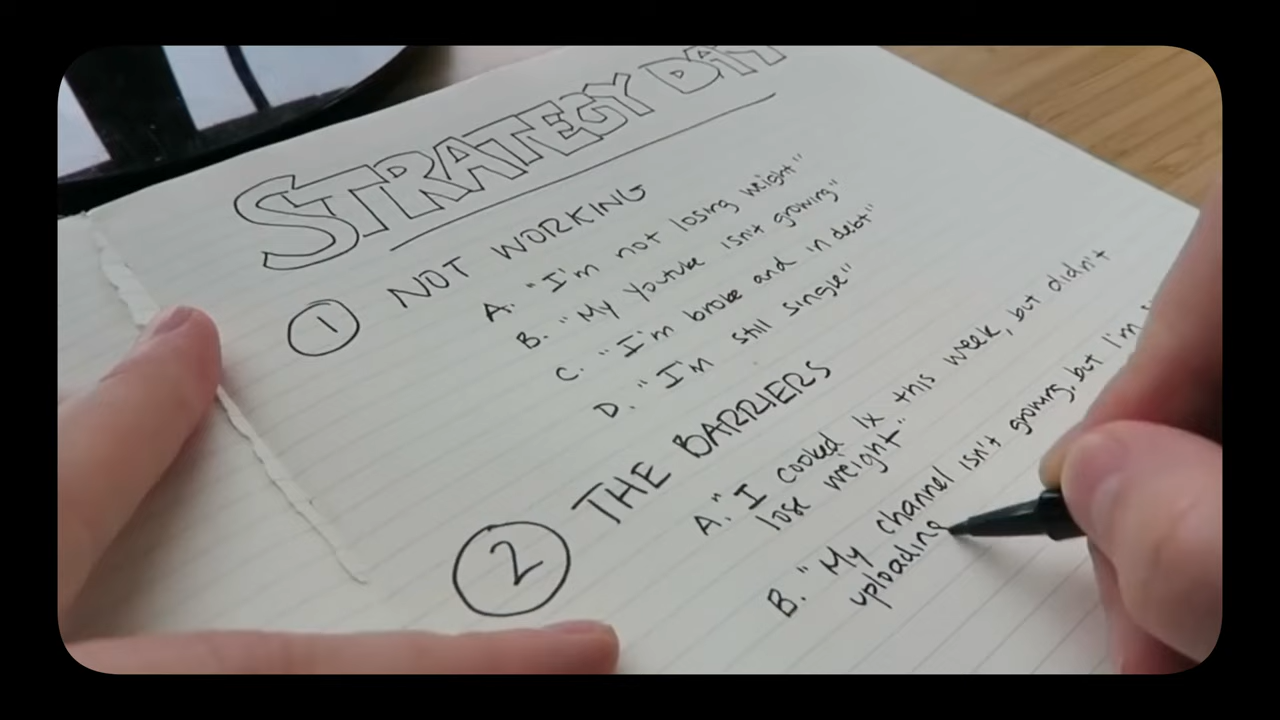 STRATEGY DAY
1 NOT WORKING
A. "I'm not losing weight"
B. "My Youtube isn't growing"
C. "I'm broke and in debt"
D. "I'm still single"
2 THE BARRIERS
A. "I cooked 1x this week, but didn't
lose weight"
B. "My channel isn't growing, but I'm
uploading